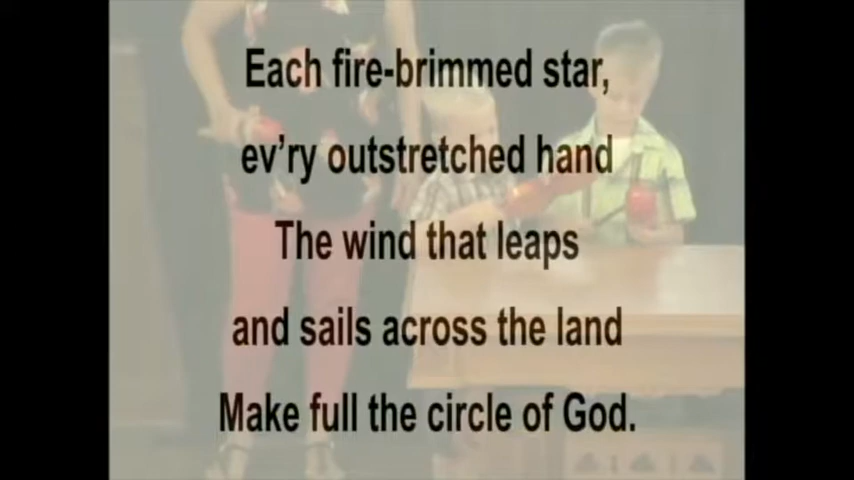 Each fire-brimmed star,
ev’ry outstretched hand
The wind that leaps
and sails across the land
Make full the circle of God.